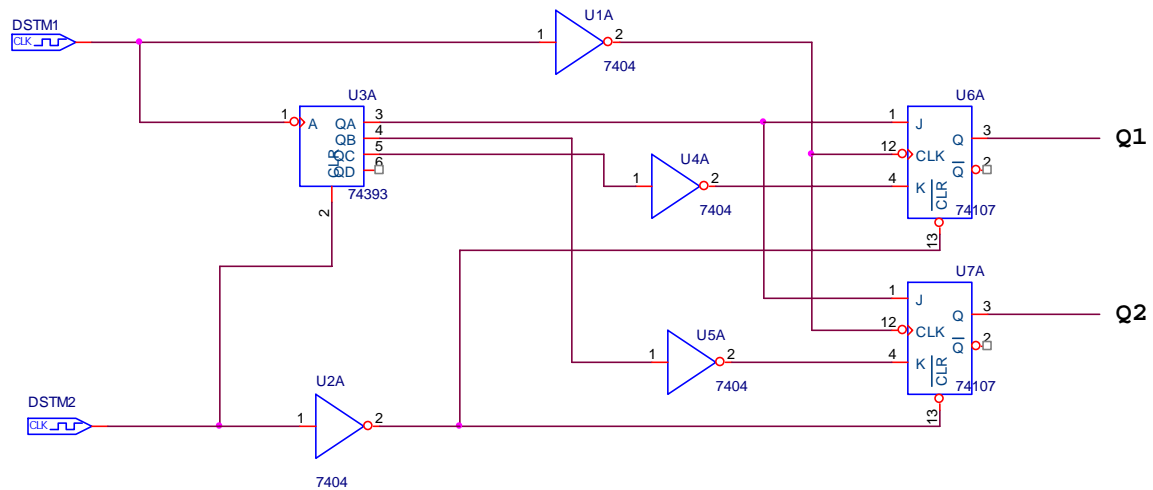 DSTM1
CLK
U1A
1
2
7404
U3A
1
A
QA
QB
QC
QD
CLR
3
4
5
6
2
74393
U4A
1
2
7404
U6A
1
J
12
CLK
4
K
CLR
Q
3
Q
2
13
74107
Q1
U5A
1
2
7404
U7A
1
J
12
CLK
4
K
CLR
Q
3
Q
2
13
74107
Q2
DSTM2
CLK
U2A
1
2
7404